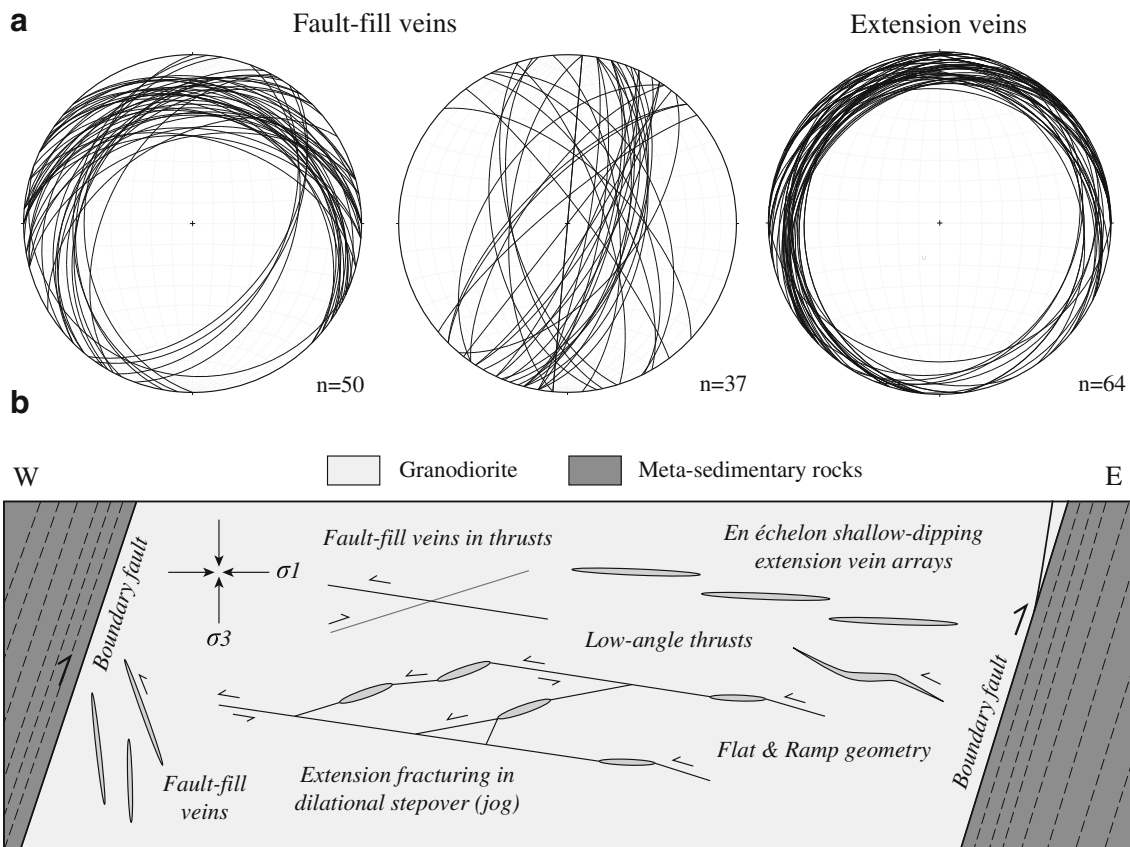 a
Fault-fill veins
Extension veins
n=50
n=37
n=64
b
W
Granodiorite
Meta-sedimentary rocks
E
Boundary fault
σ1
σ3
Fault-fill veins in thrusts
En échelon shallow-dipping
extension vein arrays
Low-angle thrusts
Boundary fault
Flat & Ramp geometry
Extension fracturing in
dilational stepover (jog)
Fault-fill
veins